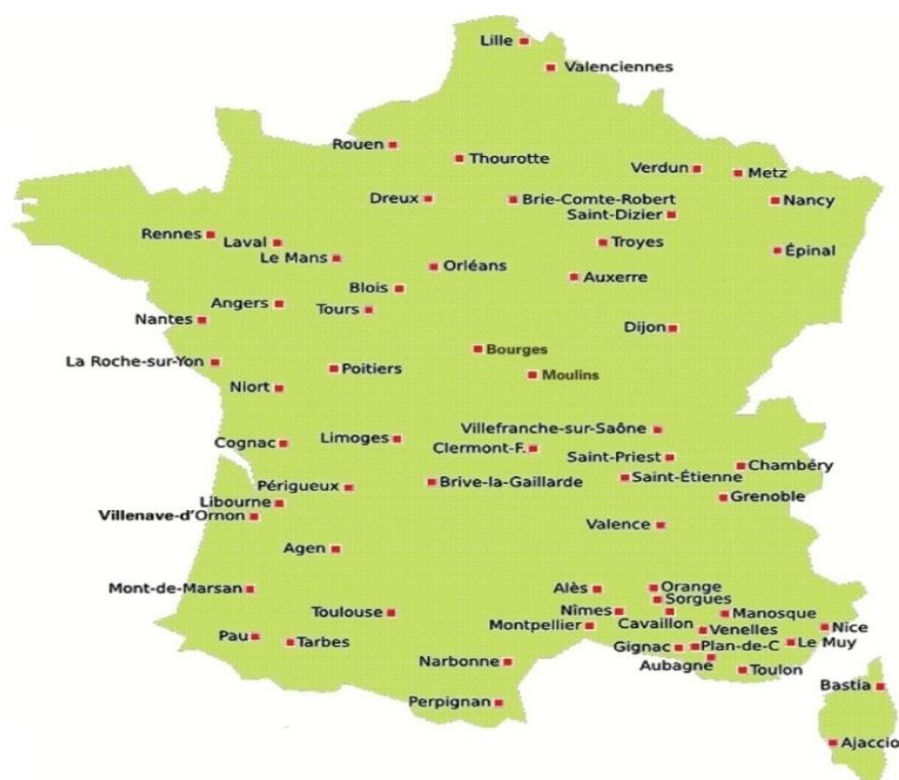 Lille
Valenciennes
Rouen
Thourotte
Verdun
Metz
Dreux
Brie-Comte-Robert
Nancy
Saint-Dizier
Rennes
Laval
Troyes
Le Mans
Épinal
Orléans
Auxerre
Blois
Angers
Tours
Nantes
Dijon
Bourges
La Roche-sur-Yon
Poitiers
Moulins
Niort
Villefranche-sur-Saône
Cognac
Limoges
Clermont-F.
Saint-Priest
Chambéry
Saint-Étienne
Périgueux
Brive-la-Gaillarde
Grenoble
Libourne
Villenave-d'Ornon
Valence
Agen
Mont-de-Marsan
Alès
Orange
Sorgues
Toulouse
Nîmes
Manosque
Montpellier
Cavaillon
Nice
Venelles
Pau
Tarbes
Gignac
Plan-de-C
Le Muy
Narbonne
Aubagne
Toulon
Bastia
Perpignan
Ajaccio